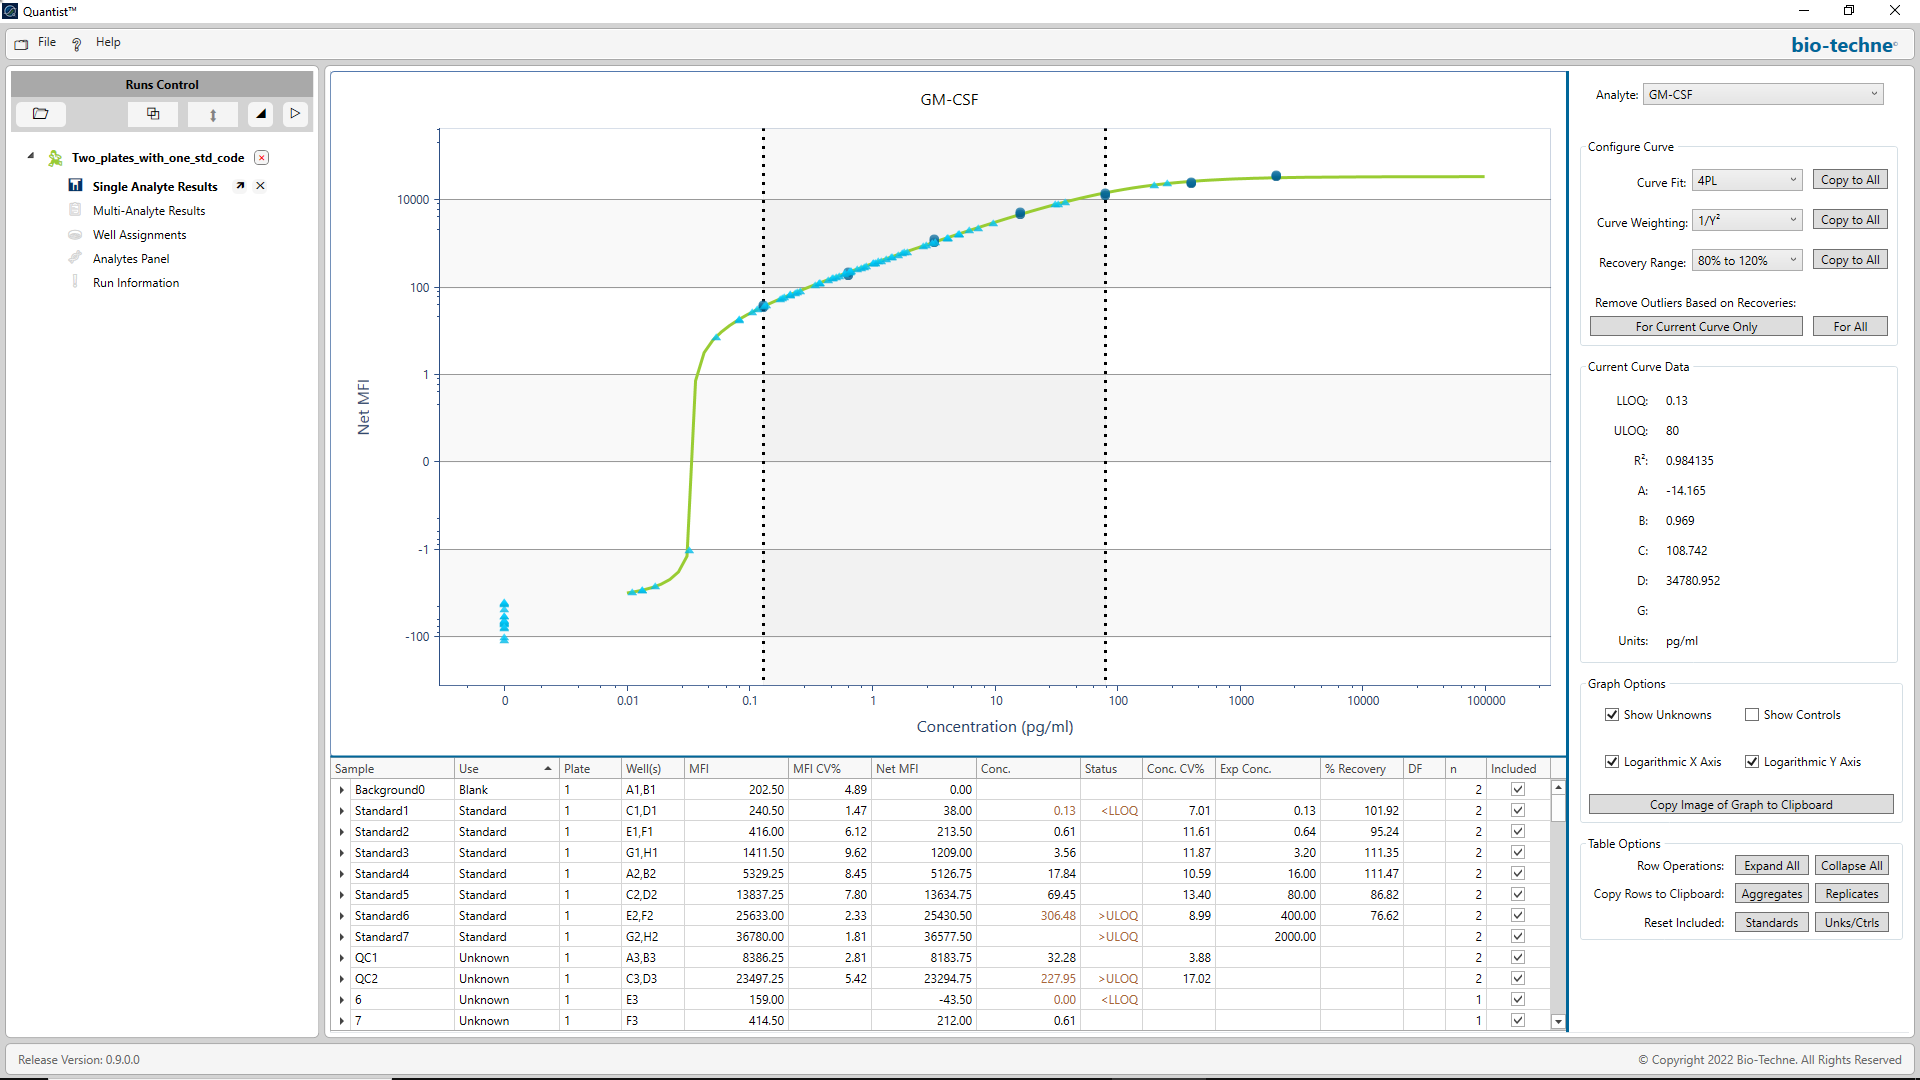 Quantist™
File Help
bio-techne
Runs Control
Two_plates_with_one_std_code
Single Analyte Results
Multi-Analyte Results
Well Assignments
Analytes Panel
Run Information
GM-CSF
10000
100
1
0
-1
-100
Net MFI
0 0.01 0.1 1 10 100 1000 10000 100000
Concentration (pg/ml)
Sample Use Plate Well(s) MFI MFI CV% Net MFI Conc. Status Conc. CV% Exp Conc. % Recovery DF n Included
Background0 Blank 1 A1,B1 202.50 4.89 0.00 2
Standard1 Standard 1 C1,D1 240.50 1.47 38.00 0.13 <LLOQ 7.01 0.13 101.92 2
Standard2 Standard 1 E1,F1 416.00 6.12 213.50 0.61 11.61 0.64 95.24 2
Standard3 Standard 1 G1,H1 1411.50 9.62 1209.00 3.56 11.87 3.20 111.35 2
Standard4 Standard 1 A2,B2 5329.25 8.45 5126.75 17.84 10.59 16.00 111.47 2
Standard5 Standard 1 C2,D2 13837.25 7.80 13634.75 69.45 13.40 80.00 86.82 2
Standard6 Standard 1 E2,F2 25633.00 2.33 25430.50 306.48 >ULOQ 8.99 400.00 76.62 2
Standard7 Standard 1 G2,H2 36780.00 1.81 36577.50 >ULOQ 2000.00 2
QC1 Unknown 1 A3,B3 8386.25 2.81 8183.75 32.28 3.88 2
QC2 Unknown 1 C3,D3 23497.25 5.42 23294.75 227.95 >ULOQ 17.02 2
6 Unknown 1 E3 159.00 -43.50 0.00 <LLOQ 1
7 Unknown 1 F3 414.50 212.00 0.61 1
Analyte: GM-CSF
Configure Curve
Curve Fit: 4PL Copy to All
Curve Weighting: 1/Y² Copy to All
Recovery Range: 80% to 120% Copy to All
Remove Outliers Based on Recoveries:
For Current Curve Only For All
Current Curve Data
LLOQ: 0.13
ULOQ: 80
R²: 0.984135
A: -14.165
B: 0.969
C: 108.742
D: 34780.952
G:
Units: pg/ml
Graph Options
Show Unknowns Show Controls
Logarithmic X Axis Logarithmic Y Axis
Copy Image of Graph to Clipboard
Table Options
Row Operations: Expand All Collapse All
Copy Rows to Clipboard: Aggregates Replicates
Reset Included: Standards Unks/Ctrls
Release Version: 0.9.0.0
© Copyright 2022 Bio-Techne. All Rights Reserved